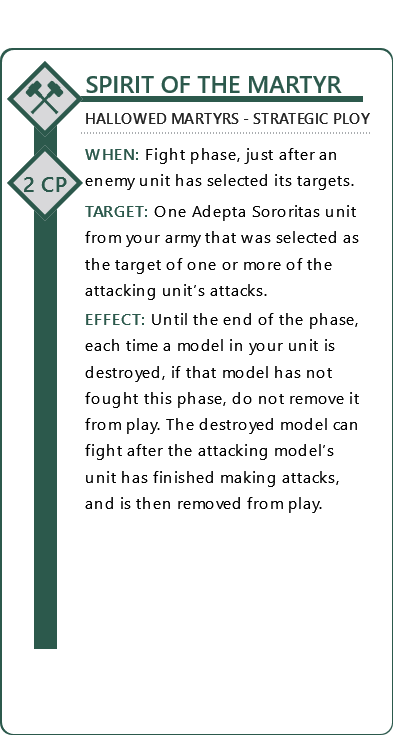 SPIRIT OF THE MARTYR
HALLOWED MARTYRS - STRATEGIC PLOY
2 CP
WHEN: Fight phase, just after an
enemy unit has selected its targets.
TARGET: One Adepta Sororitas unit
from your army that was selected as
the target of one or more of the
attacking unit’s attacks.
EFFECT: Until the end of the phase,
each time a model in your unit is
destroyed, if that model has not
fought this phase, do not remove it
from play. The destroyed model can
fight after the attacking model’s
unit has finished making attacks,
and is then removed from play.